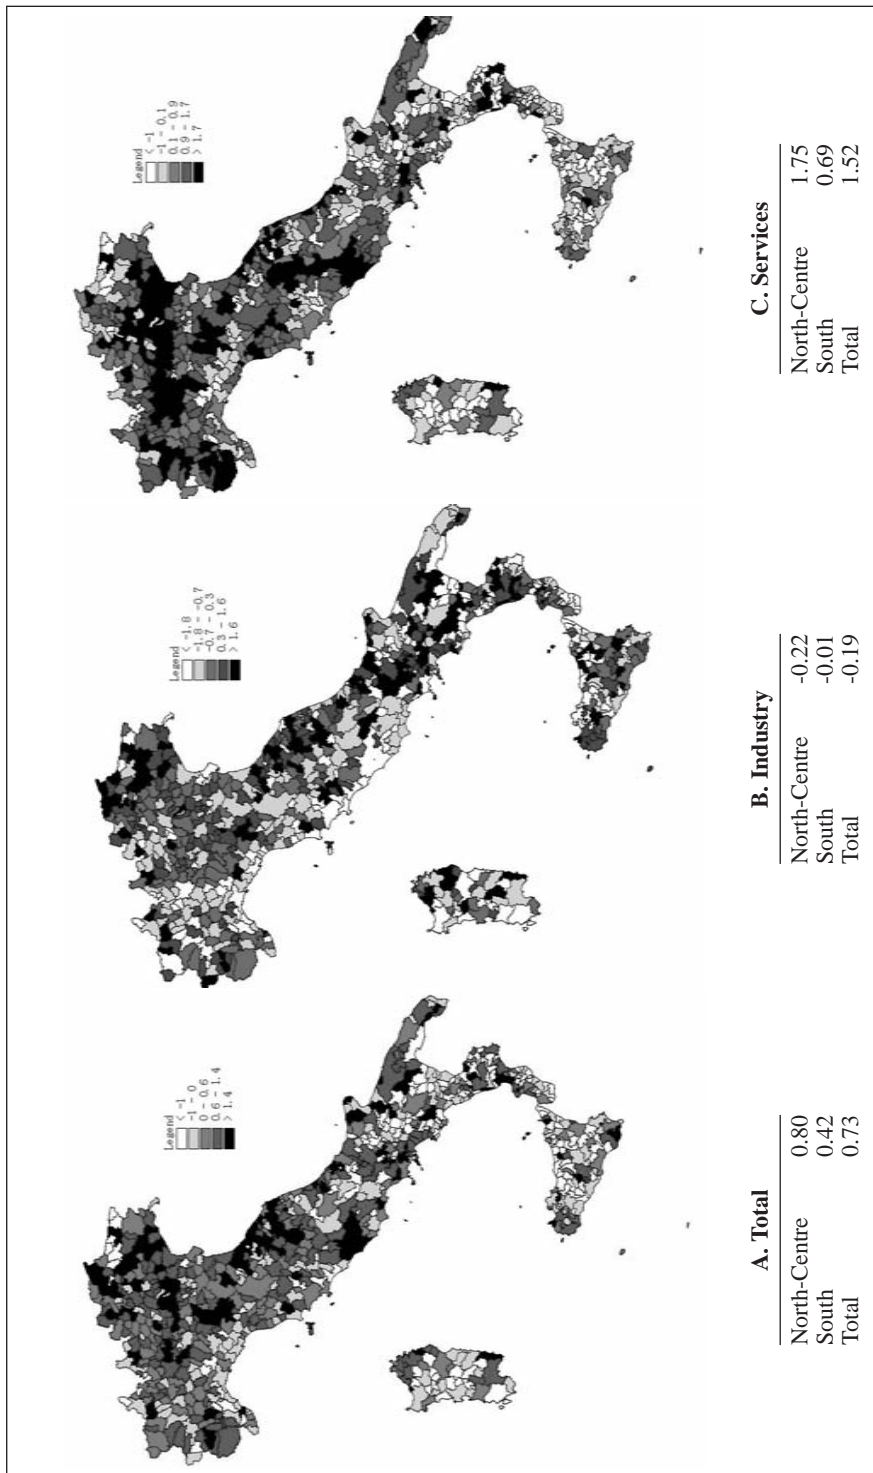 Legend
< -1
-1 - 0
0 - 0.6
0.6 - 1.4
> 1.4
A. Total
North-Centre 0.80
South 0.42
Total 0.73
Legend
< -1.8
-1.8 - -0.7
-0.7 - 0.3
0.3 - 1.6
> 1.6
B. Industry
North-Centre -0.22
South -0.01
Total -0.19
Legend
< -1
-1 - 0.1
0.1 - 0.9
0.9 - 1.7
> 1.7
C. Services
North-Centre 1.75
South 0.69
Total 1.52